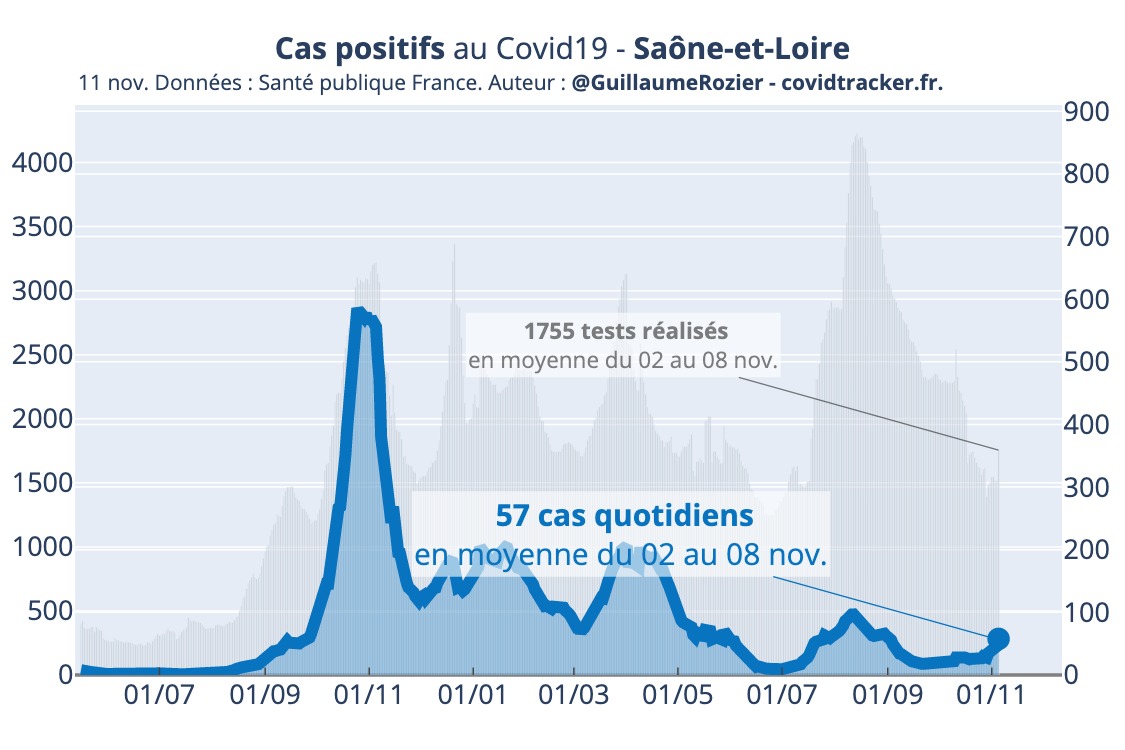 Cas positifs au Covid19 - Saône-et-Loire
11 nov. Données : Santé publique France. Auteur : @GuillaumeRozier - covidtracker.fr.
900
4000
800
3500
700
3000
600
1755 tests réalisés
en moyenne du 02 au 08 nov.
2500
500
2000
400
1500
300
57 cas quotidiens
en moyenne du 02 au 08 nov.
1000
200
500
100
0
0
01/07 01/09 01/11 01/01 01/03 01/05 01/07 01/09 01/11